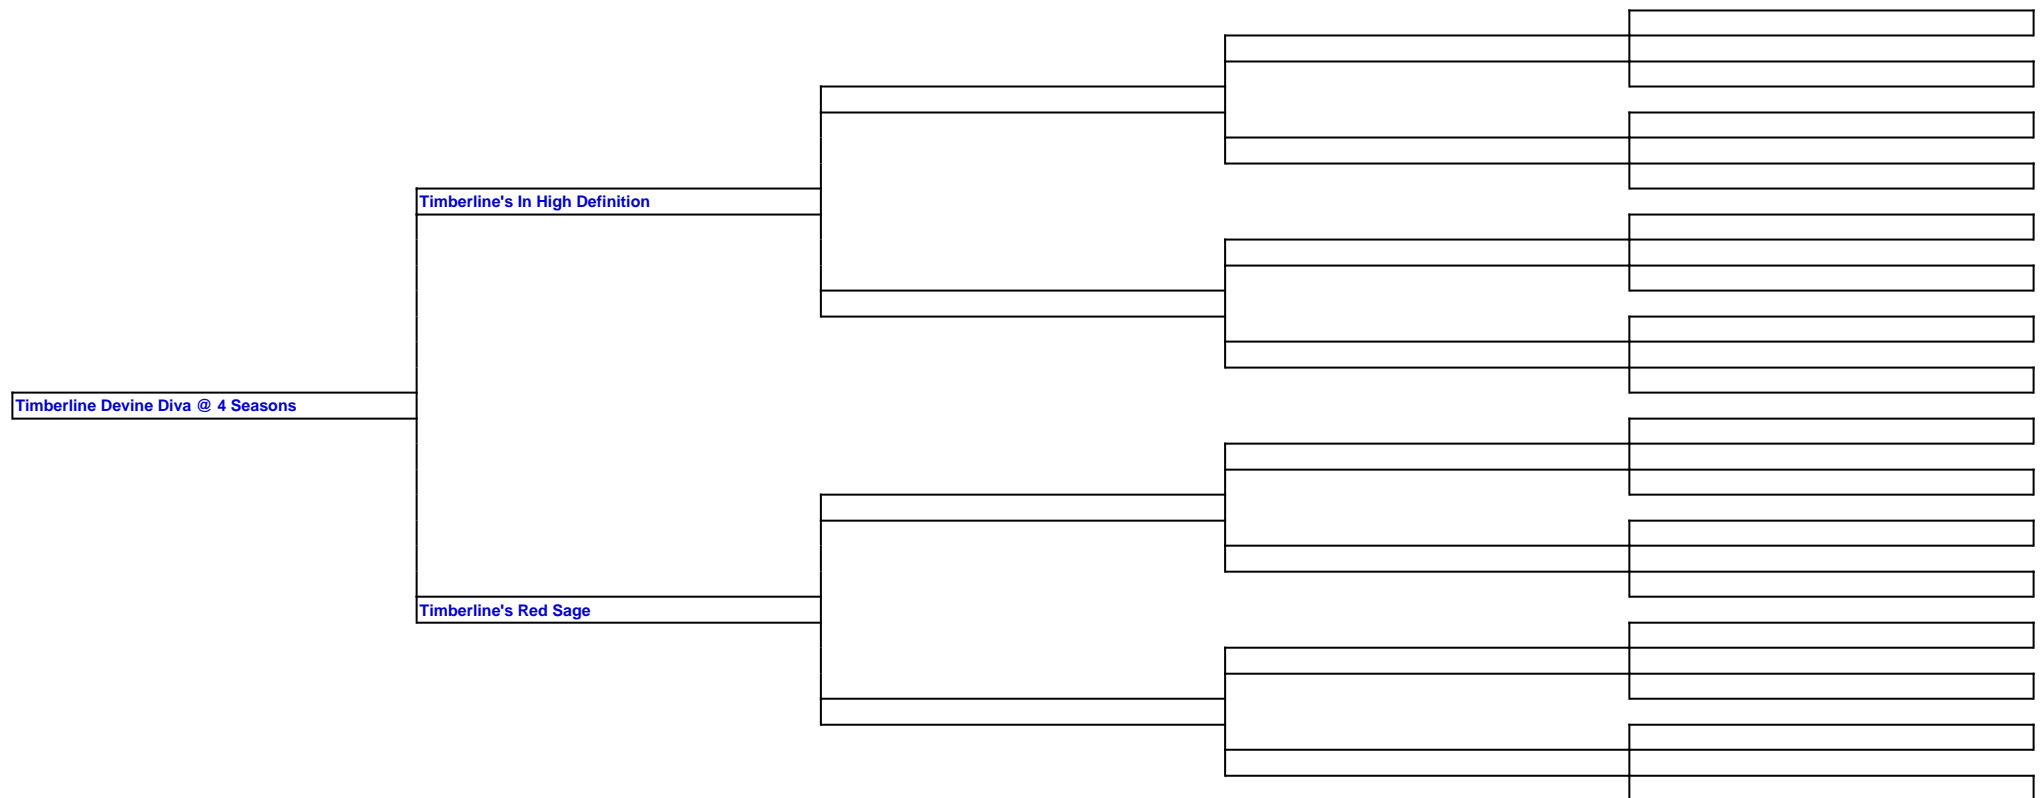 Timberline's In High Definition
Timberline Devine Diva @ 4 Seasons
Timberline's Red Sage